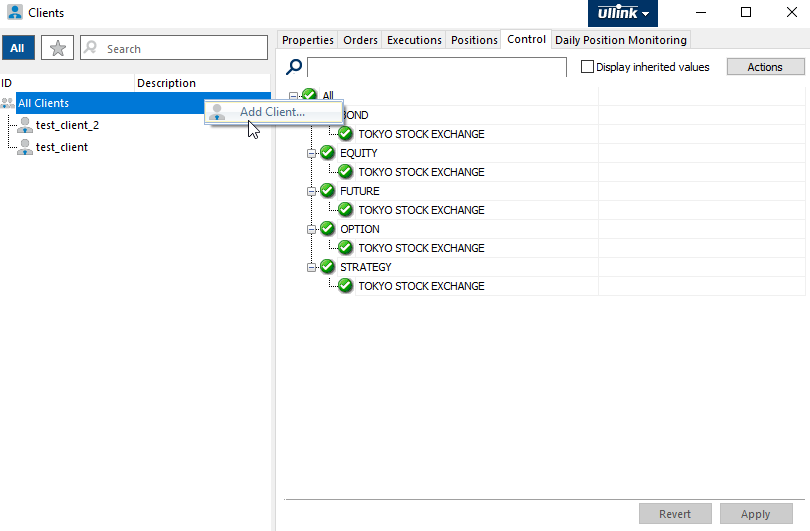 Clients
Ullink
All
Search
ID Description
All Clients
test_client_2
test_client
Add Client...
Properties Orders Executions Positions Control Daily Position Monitoring
Display inherited values
Actions
All
BOND
TOKYO STOCK EXCHANGE
EQUITY
TOKYO STOCK EXCHANGE
FUTURE
TOKYO STOCK EXCHANGE
OPTION
TOKYO STOCK EXCHANGE
STRATEGY
TOKYO STOCK EXCHANGE
Revert Apply